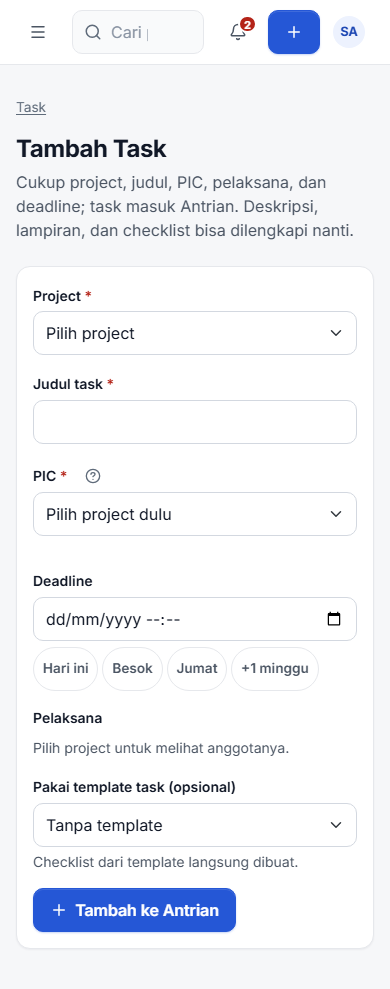 Cari
2
SA
Task
Tambah Task
Cukup project, judul, PIC, pelaksana, dan
deadline; task masuk Antrian. Deskripsi,
lampiran, dan checklist bisa dilengkapi nanti.
Project *
Pilih project
Judul task *
PIC *
Pilih project dulu
Deadline
dd/mm/yyyy --:--
Hari ini Besok Jumat +1 minggu
Pelaksana
Pilih project untuk melihat anggotanya.
Pakai template task (opsional)
Tanpa template
Checklist dari template langsung dibuat.
+ Tambah ke Antrian